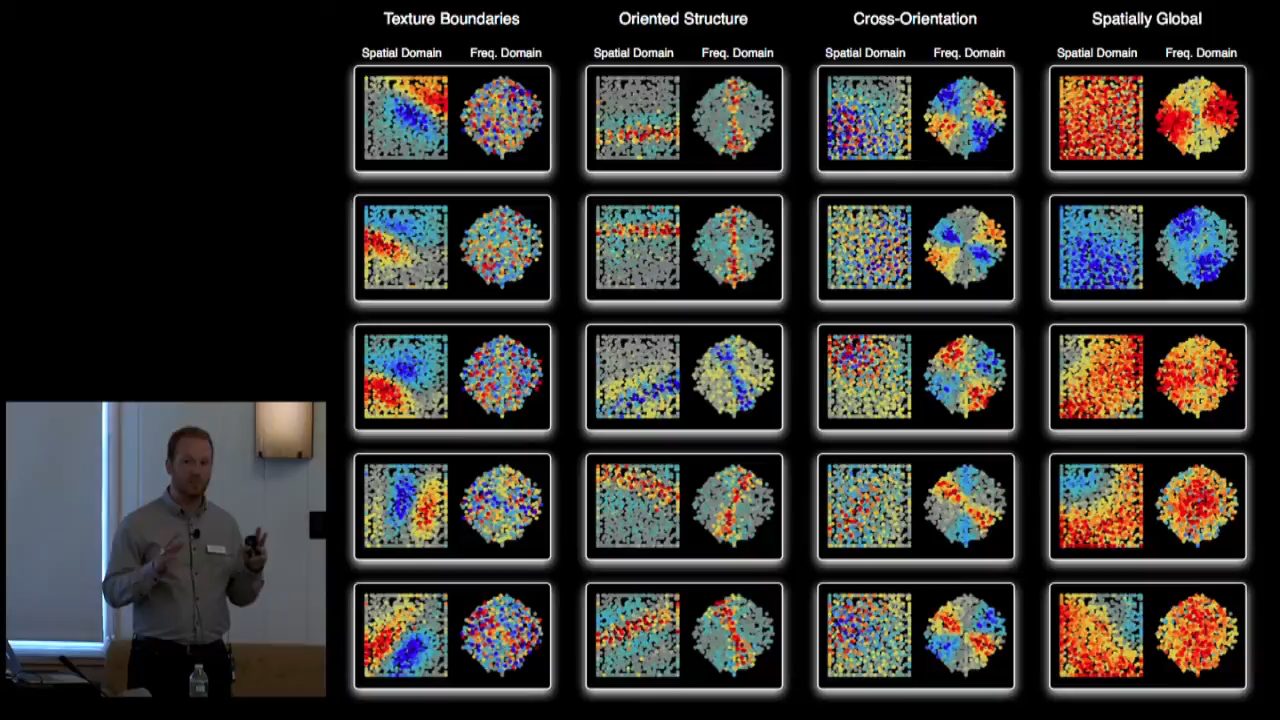 Texture Boundaries
Oriented Structure
Cross-Orientation
Spatially Global
Spatial Domain Freq. Domain
Spatial Domain Freq. Domain
Spatial Domain Freq. Domain
Spatial Domain Freq. Domain